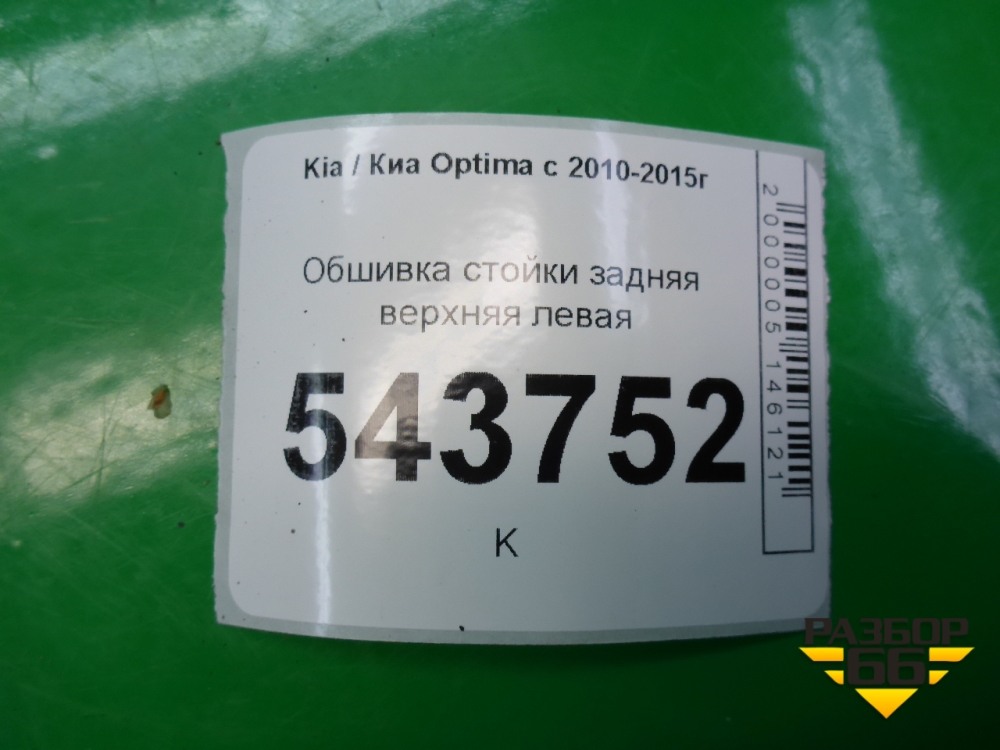 Kia / Киа Optima с 2010-2015г
Обшивка стойки задняя
верхняя левая
543752
К
2000005146121
РАЗБОР
66